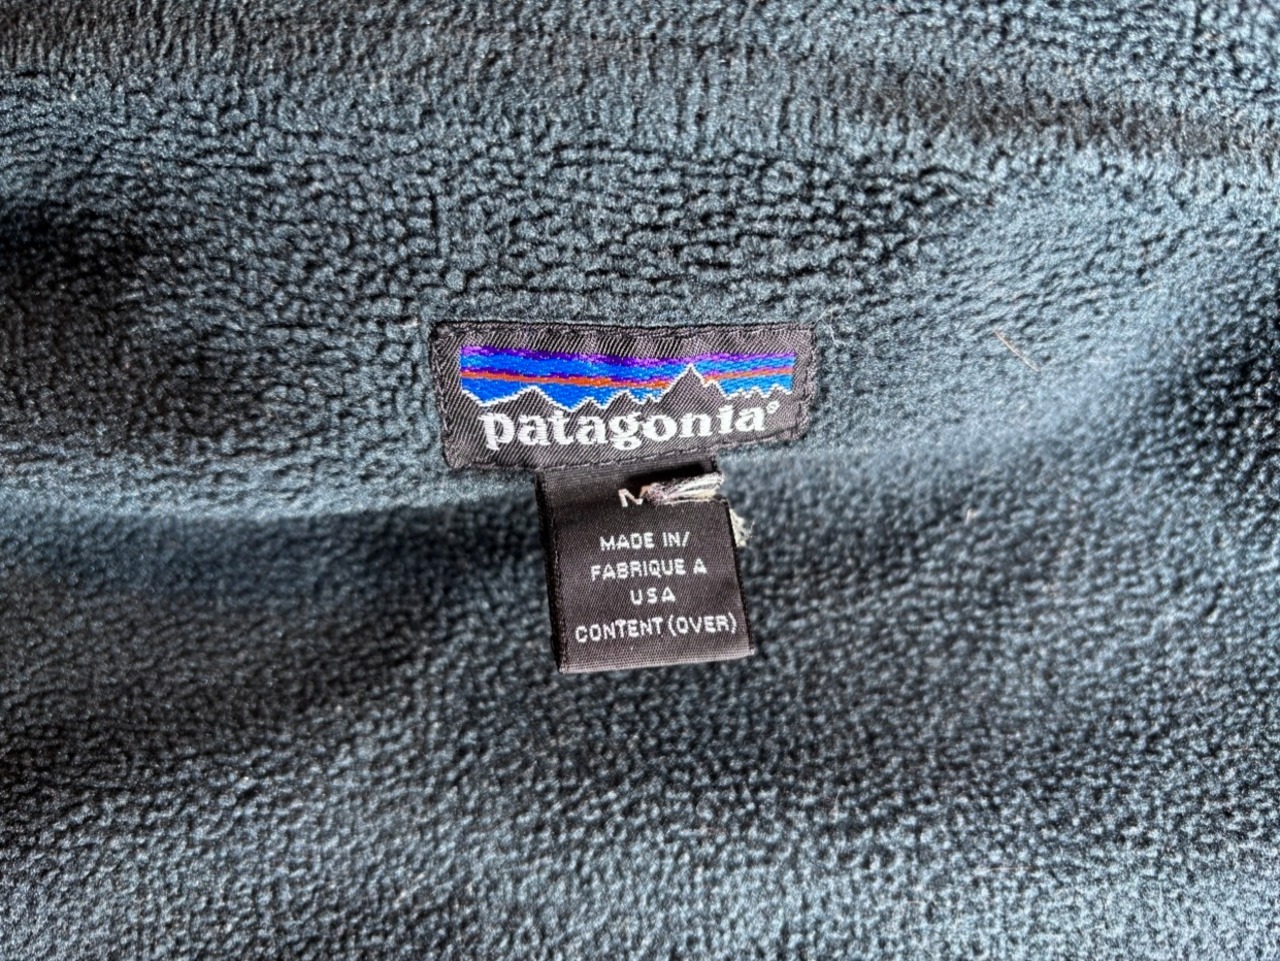 patagonia®
M
MADE IN/
FABRIQUE A
USA
CONTENT (OVER)